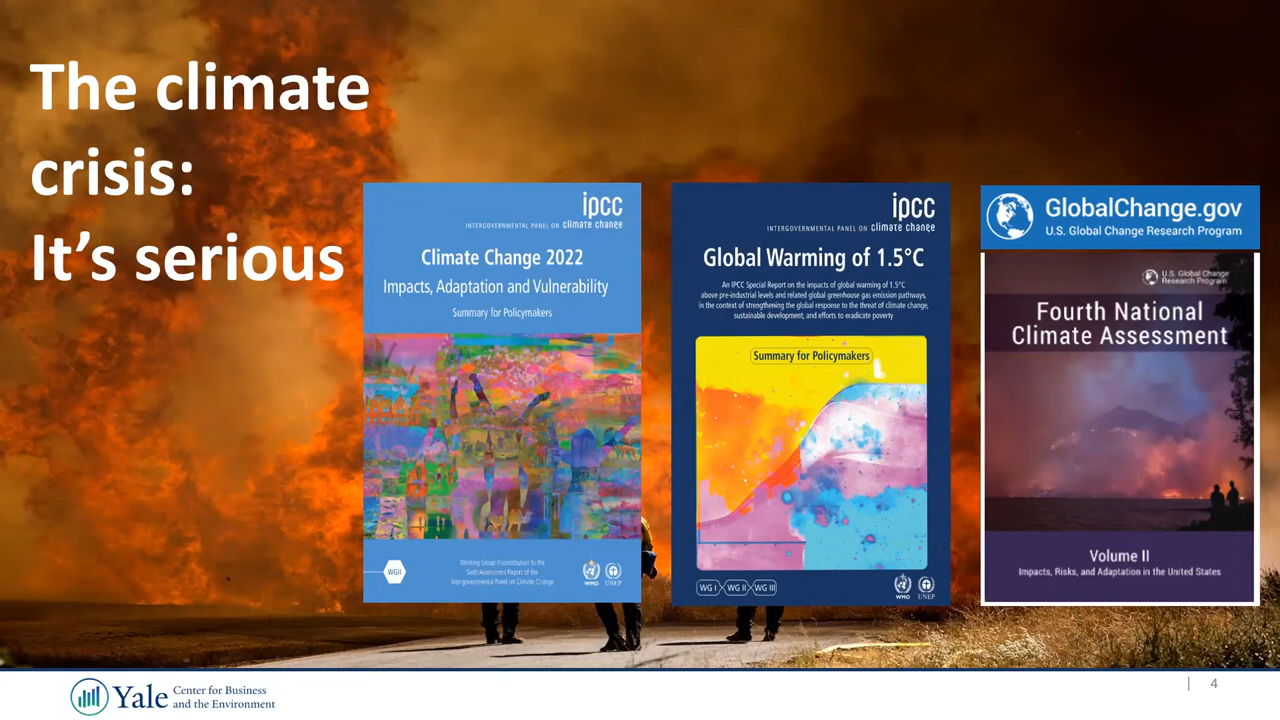 The climate
crisis:
It’s serious
ipcc
INTERGOVERNMENTAL PANEL ON climate change
Climate Change 2022
Impacts, Adaptation and Vulnerability
Summary for Policymakers
WGII
Working Group II contribution to the
Sixth Assessment Report of the
Intergovernmental Panel on Climate Change
WMO
UNEP
ipcc
INTERGOVERNMENTAL PANEL ON climate change
Global Warming of 1.5°C
An IPCC Special Report on the impacts of global warming of 1.5°C
above pre-industrial levels and related global greenhouse gas emission pathways,
in the context of strengthening the global response to the threat of climate change,
sustainable development, and efforts to eradicate poverty
Summary for Policymakers
WG I WG II WG III
WMO
UNEP
GlobalChange.gov
U.S. Global Change Research Program
U.S. Global Change
Research Program
Fourth National
Climate Assessment
Volume II
Impacts, Risks, and Adaptation in the United States
Yale Center for Business
and the Environment
| 4